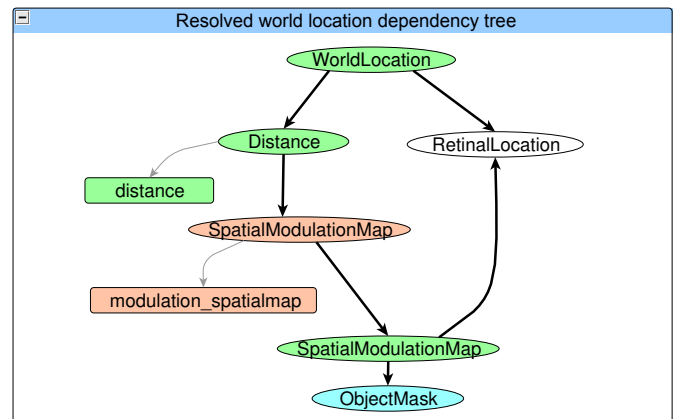 Resolved world location dependency tree
WorldLocation
Distance
RetinalLocation
distance
SpatialModulationMap
modulation_spatialmap
SpatialModulationMap
ObjectMask